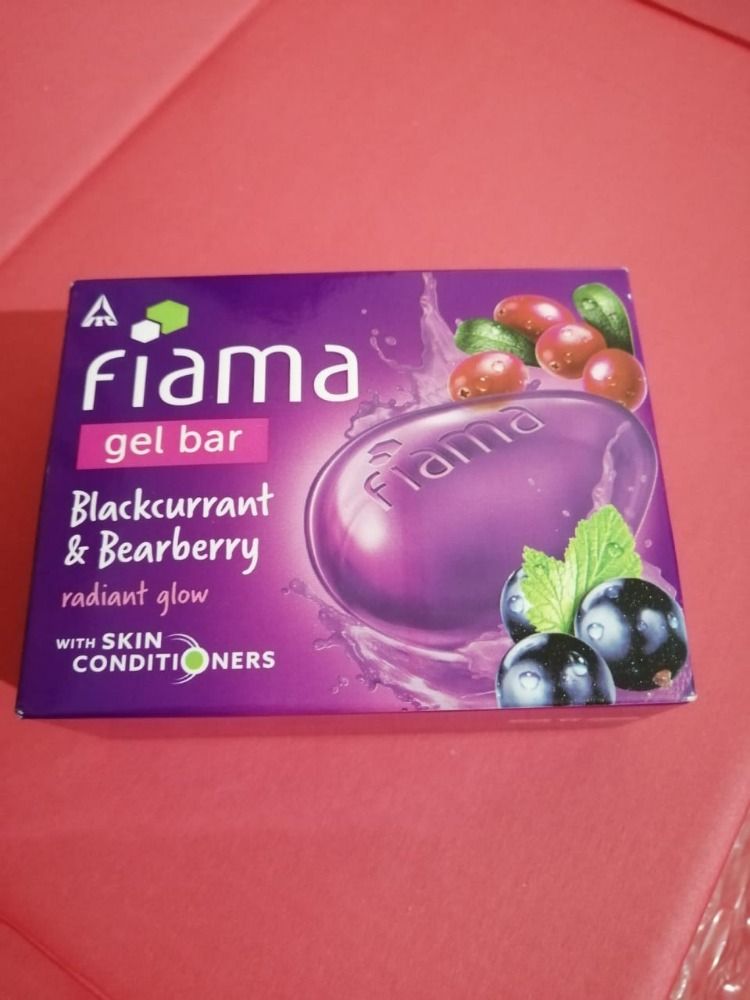 ITC
fiama
gel bar
Blackcurrant
& Bearberry
radiant glow
WITH SKIN
CONDITIONERS
fiama